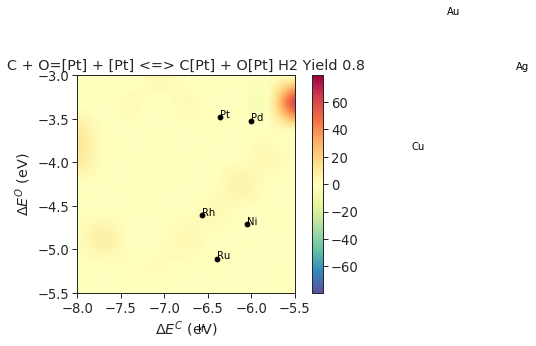 Au
C + O=[Pt] + [Pt] <=> C[Pt] + O[Pt] H2 Yield 0.8
Ag
−3.0
−3.5
−4.0
−4.5
−5.0
−5.5
ΔE^O (eV)
Pt
Pd
Rh
Ni
Ru
60
40
20
0
−20
−40
−60
Cu
−8.0 −7.5 −7.0 −6.5 −6.0 −5.5
ΔE^C (eV)
Ir